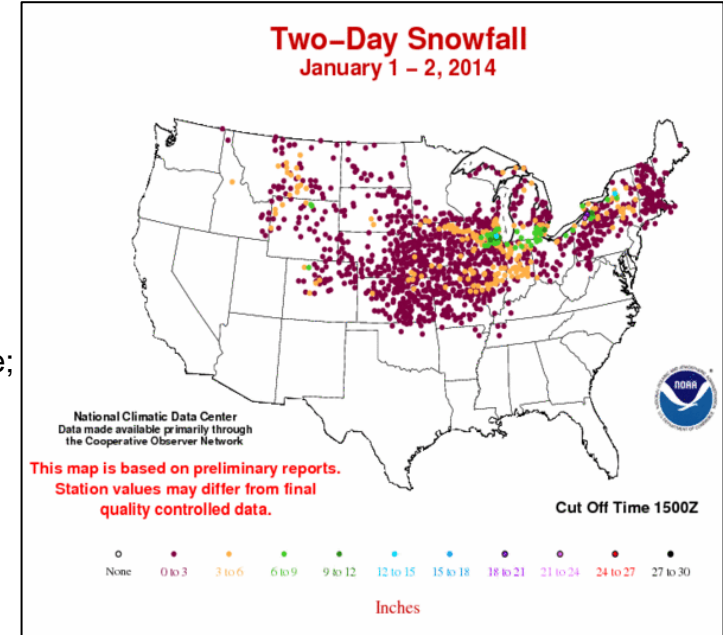 Two–Day Snowfall
January 1 – 2, 2014
e;
National Climatic Data Center
Data made available primarily through
the Cooperative Observer Network
NOAA
This map is based on preliminary reports.
Station values may differ from final
quality controlled data.
Cut Off Time 1500Z
None 0 to 3 3 to 6 6 to 9 9 to 12 12 to 15 15 to 18 18 to 21 21 to 24 24 to 27 27 to 30
Inches